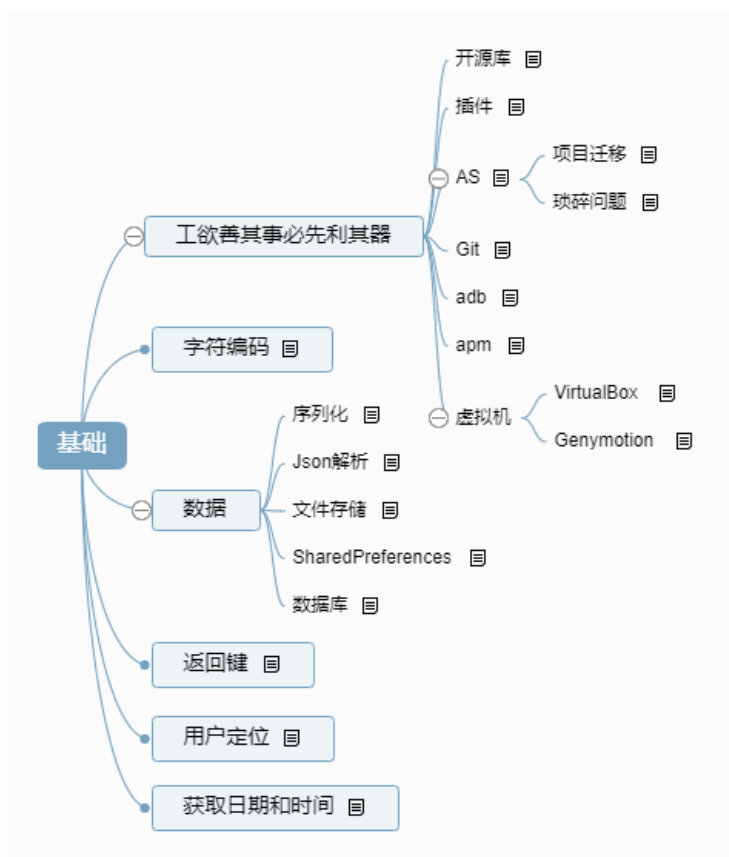 基础
工欲善其事必先利其器
开源库
插件
AS
项目迁移
琐碎问题
Git
adb
apm
虚拟机
VirtualBox
Genymotion
字符编码
数据
序列化
Json解析
文件存储
SharedPreferences
数据库
返回键
用户定位
获取日期和时间